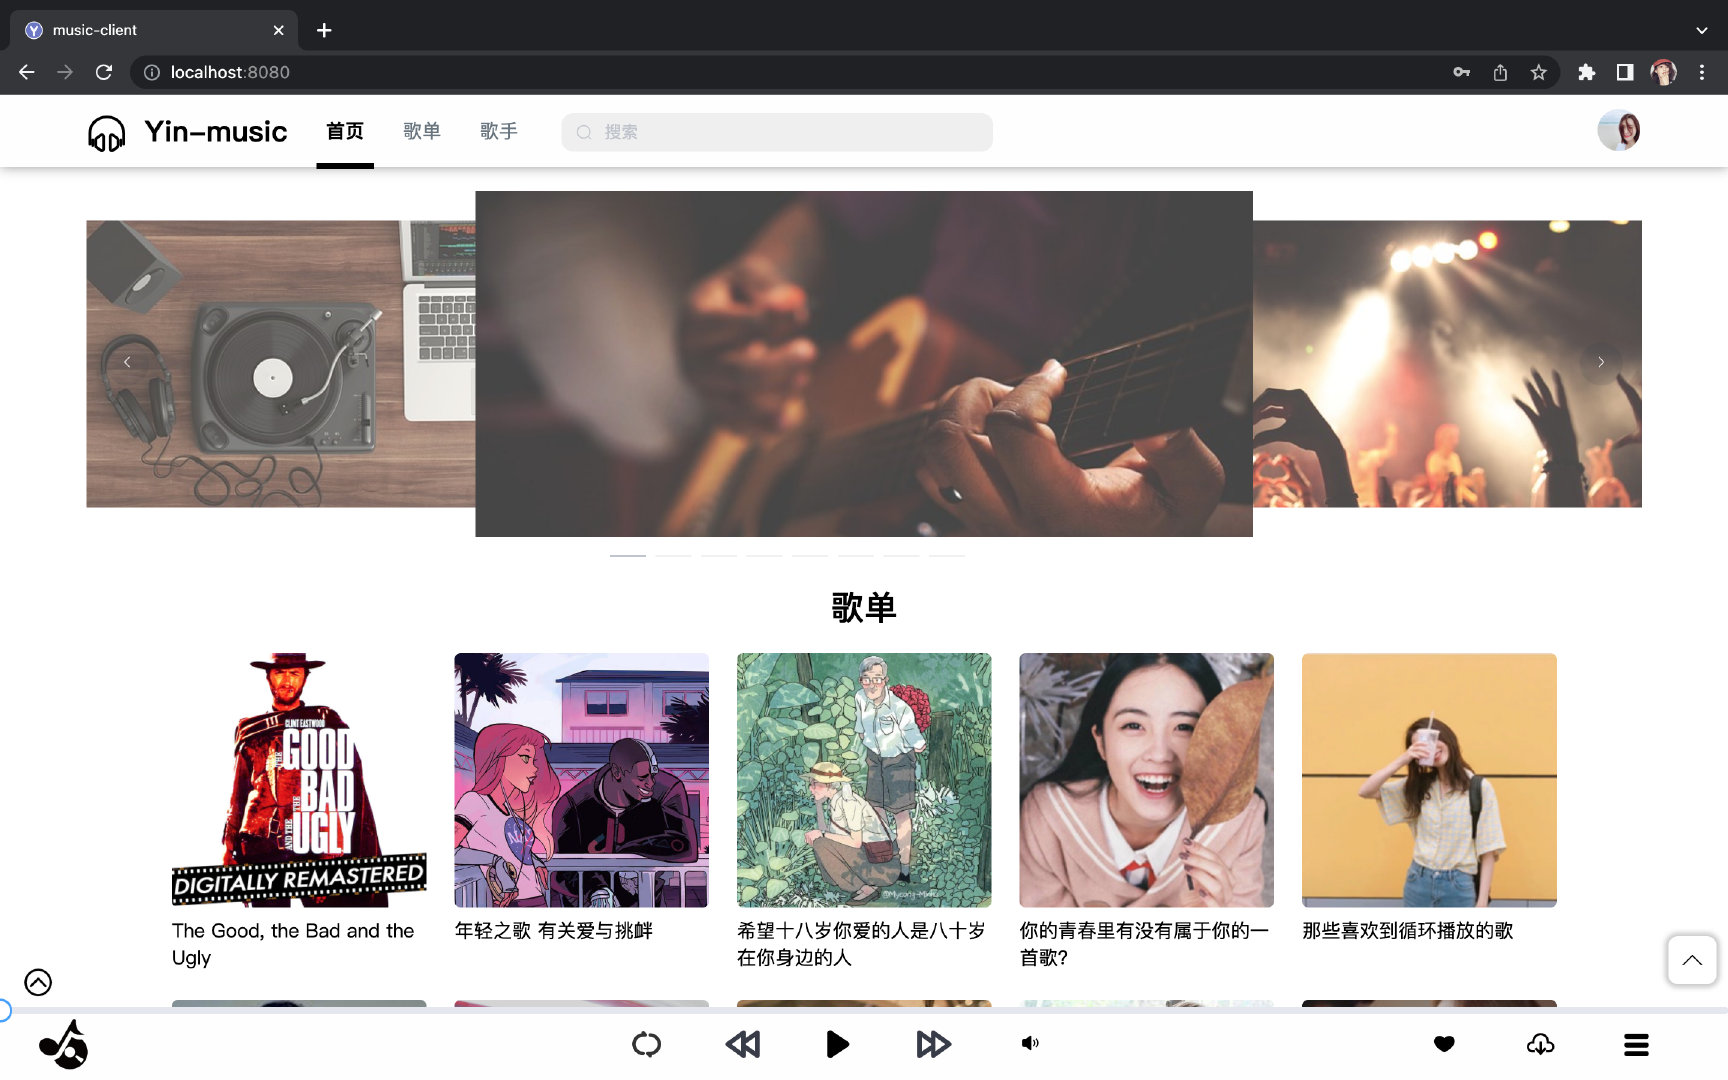 music-client
localhost:8080
Yin-music 首页 歌单 歌手 搜索
歌单
CLINT EASTWOOD
THE GOOD
THE BAD
AND THE UGLY
DIGITALLY REMASTERED
The Good, the Bad and the
Ugly
年轻之歌 有关爱与挑衅
希望十八岁你爱的人是八十岁
在你身边的人
你的青春里有没有属于你的一
首歌?
那些喜欢到循环播放的歌